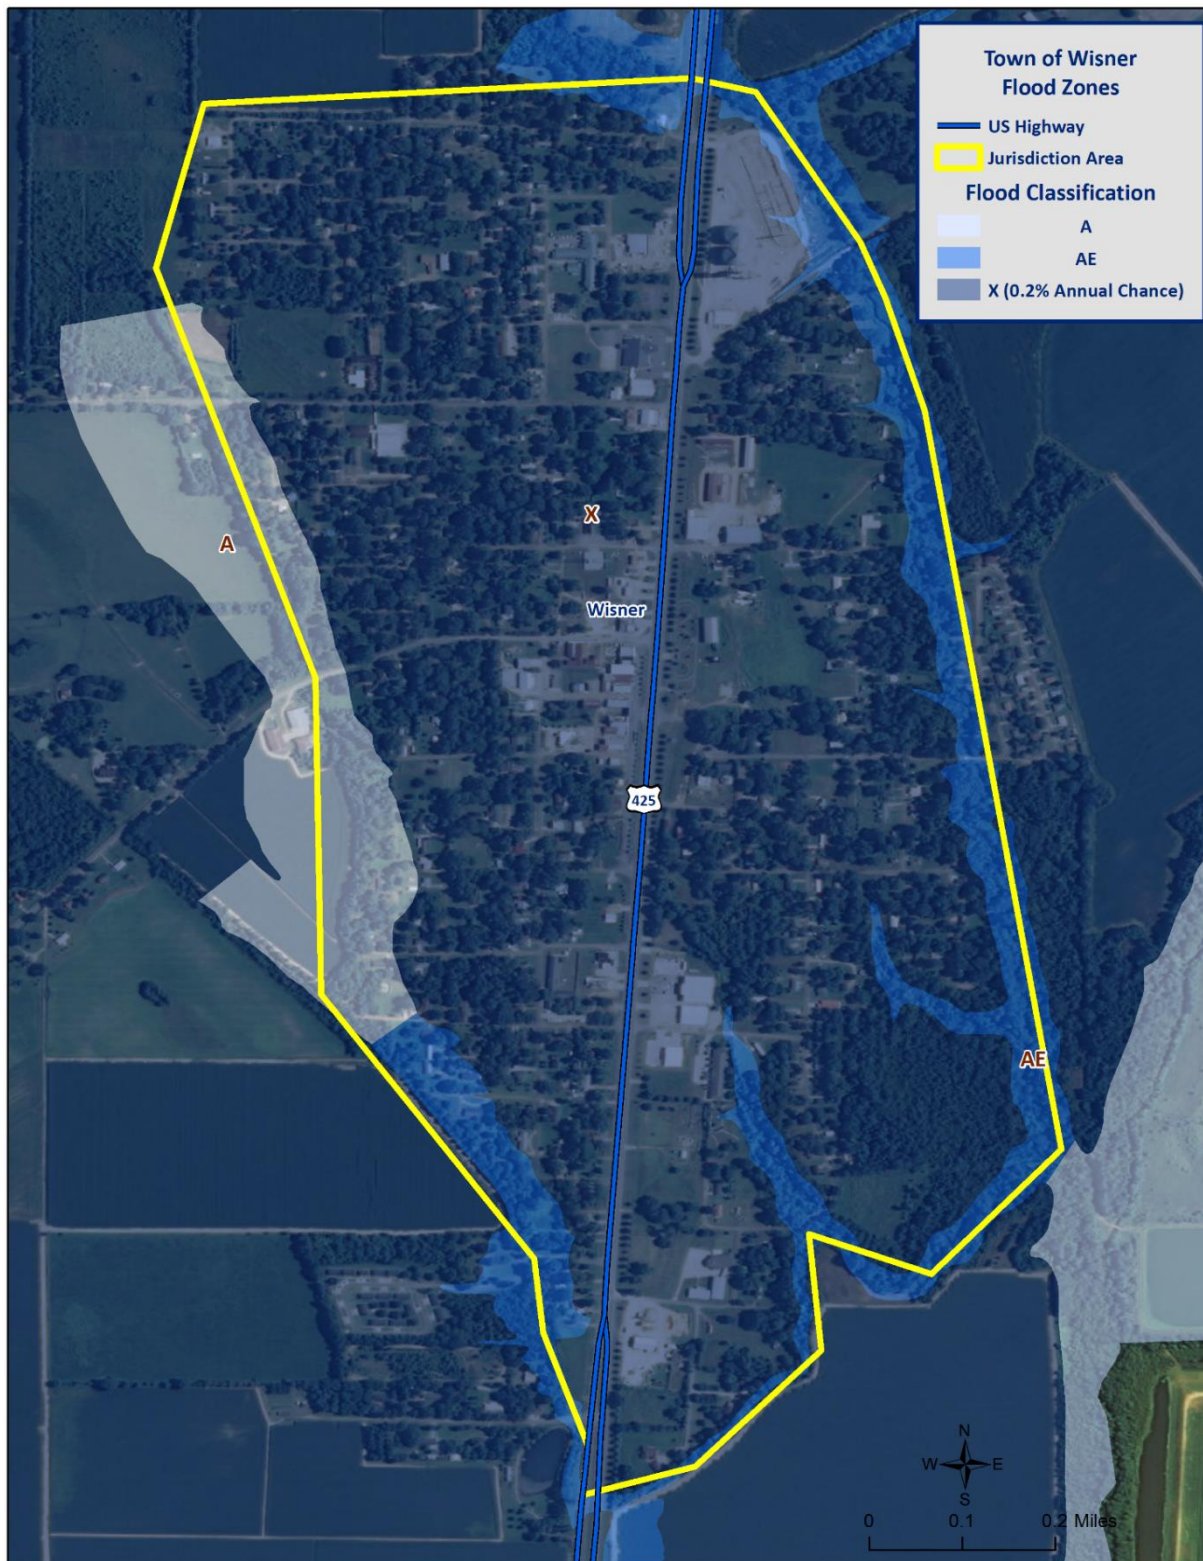 Town of Wisner
Flood Zones
US Highway
Jurisdiction Area
Flood Classification
A
AE
X (0.2% Annual Chance)
X
A
Wisner
425
AE
N
W E
S
0 0.1 0.2 Miles